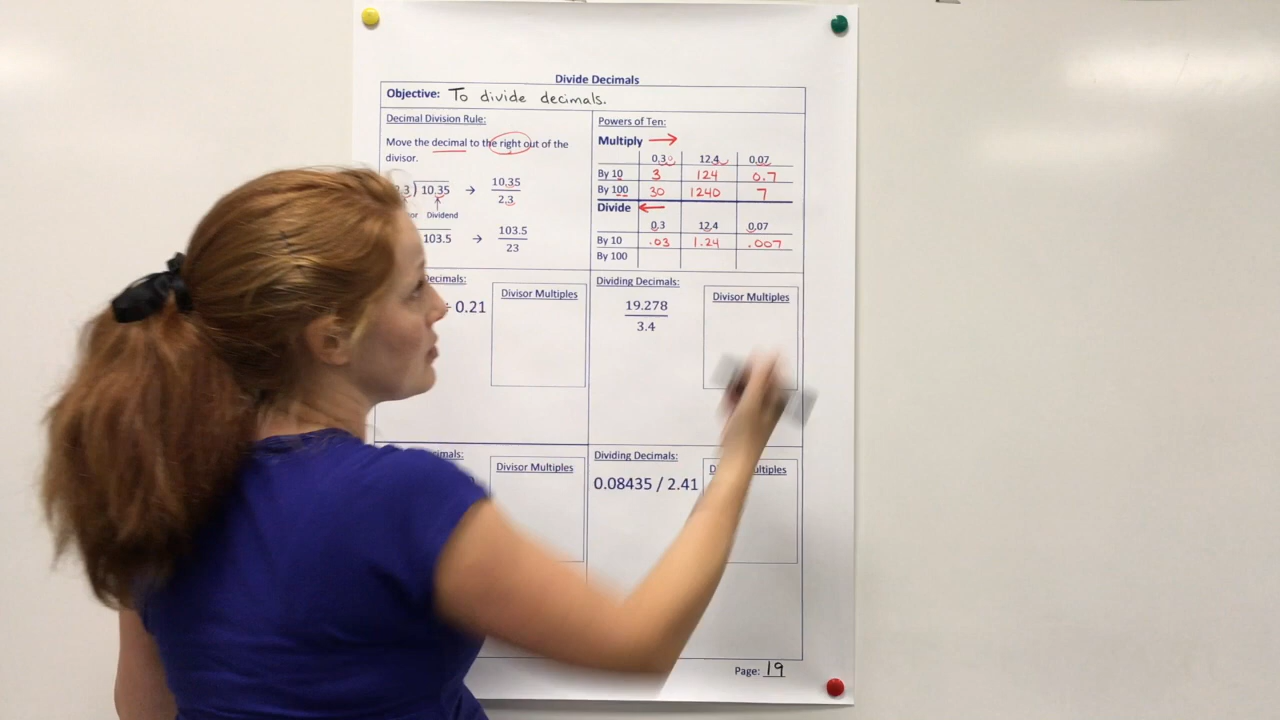 Divide Decimals
Objective: To divide decimals.
Decimal Division Rule:
Move the decimal to the right out of the
divisor.
3 ) 10.35 → 10.35
2.3
Dividend
103.5 → 103.5
23
Powers of Ten:
Multiply →
0.30 12.4 0.07
By 10 3 124 0.7
By 100 30 1240 7
Divide ←
0.3 12.4 0.07
By 10 .03 1.24 .007
By 100
÷ 0.21
Divisor Multiples
Dividing Decimals:
19.278
3.4
Divisor Multiples
Divisor Multiples
Dividing Decimals:
0.08435 / 2.41
Page: 19